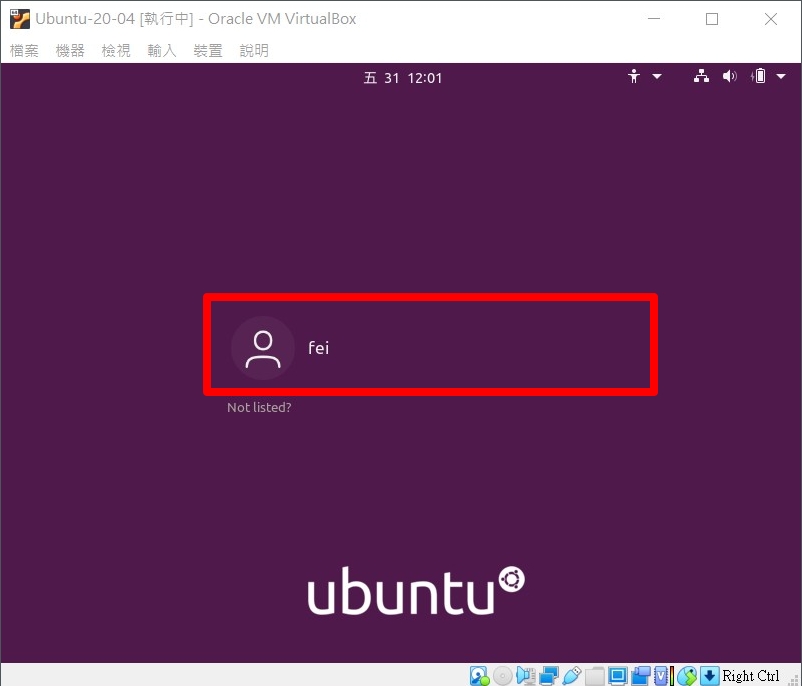 Ubuntu-20-04 [執行中] - Oracle VM VirtualBox
檔案 機器 檢視 輸入 裝置 說明
五 31 12:01
fei
Not listed?
ubuntu
Right Ctrl